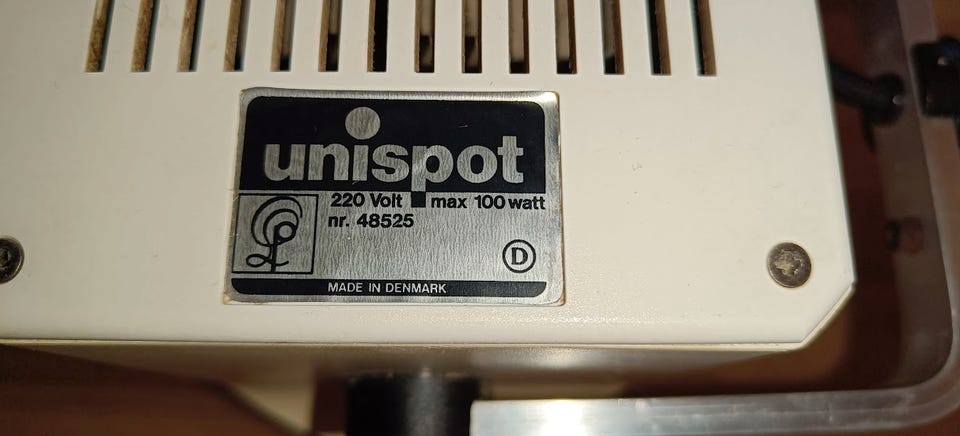 unispot
220 Volt max 100 watt
nr. 48525
D
MADE IN DENMARK